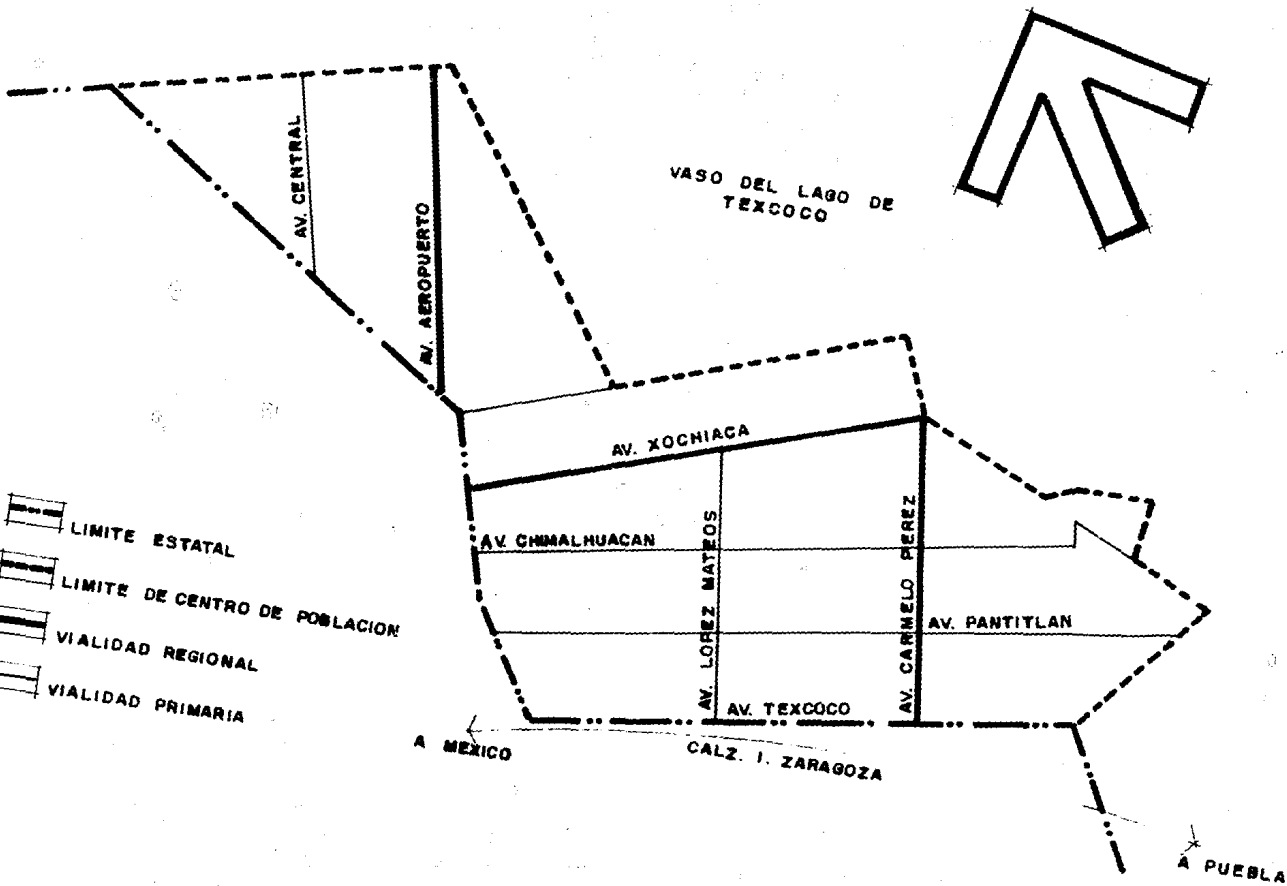 VASO DEL LAGO DE
TEXCOCO
AV. CENTRAL
AV. AEROPUERTO
AV. XOCHIACA
AV. CHIMALHUACAN
AV. LOPEZ MATEOS
AV. CARMELO PEREZ
AV. PANTITLAN
AV. TEXCOCO
CALZ. I. ZARAGOZA
A MEXICO
A PUEBLA
LIMITE ESTATAL
LIMITE DE CENTRO DE POBLACION
VIALIDAD REGIONAL
VIALIDAD PRIMARIA